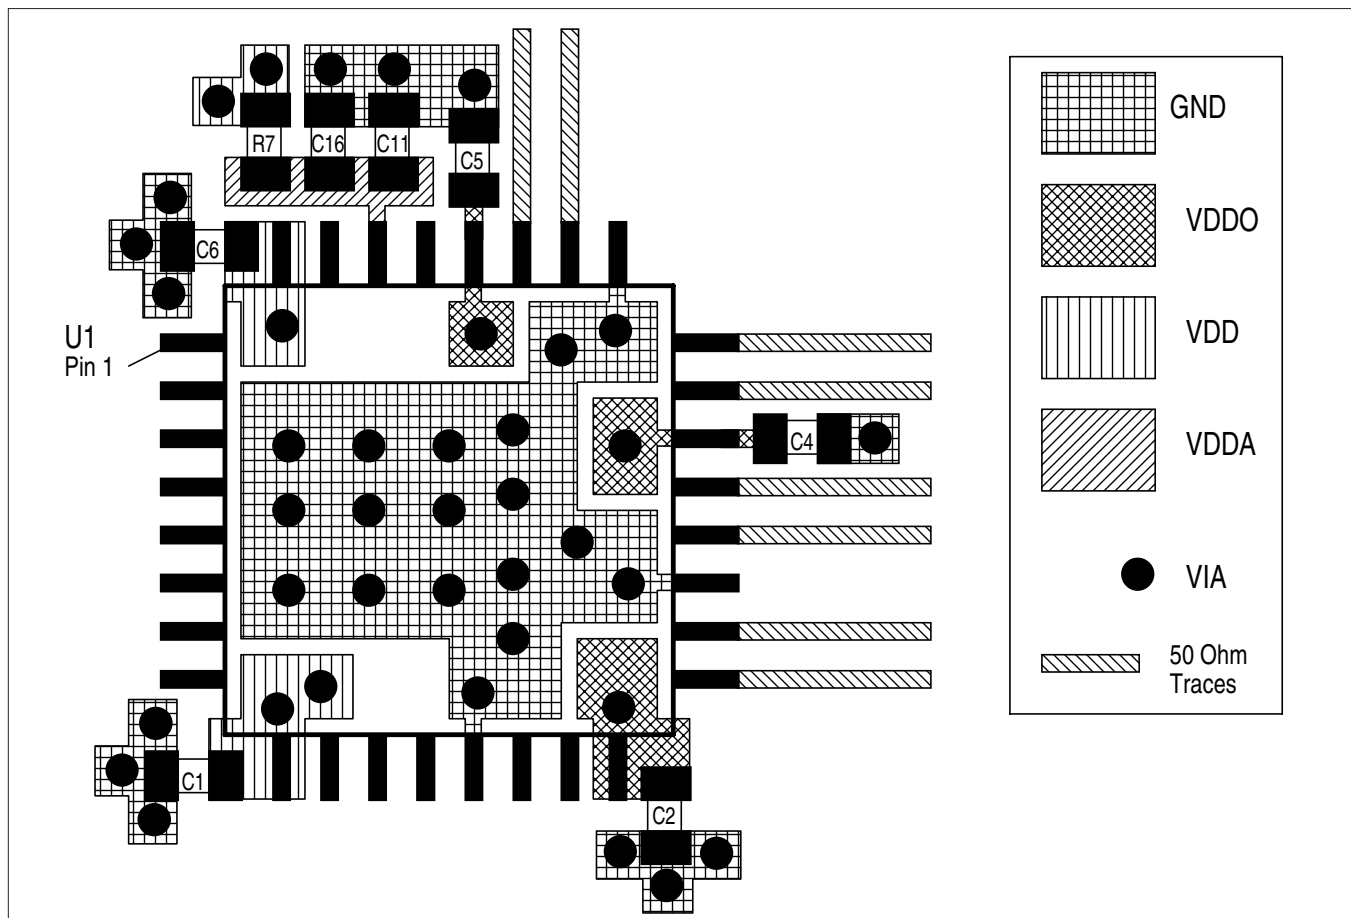 R7
C16
C11
C5
GND
VDDO
C6
VDD
U1
Pin 1
C4
VDDA
VIA
50 Ohm
Traces
C1
C2